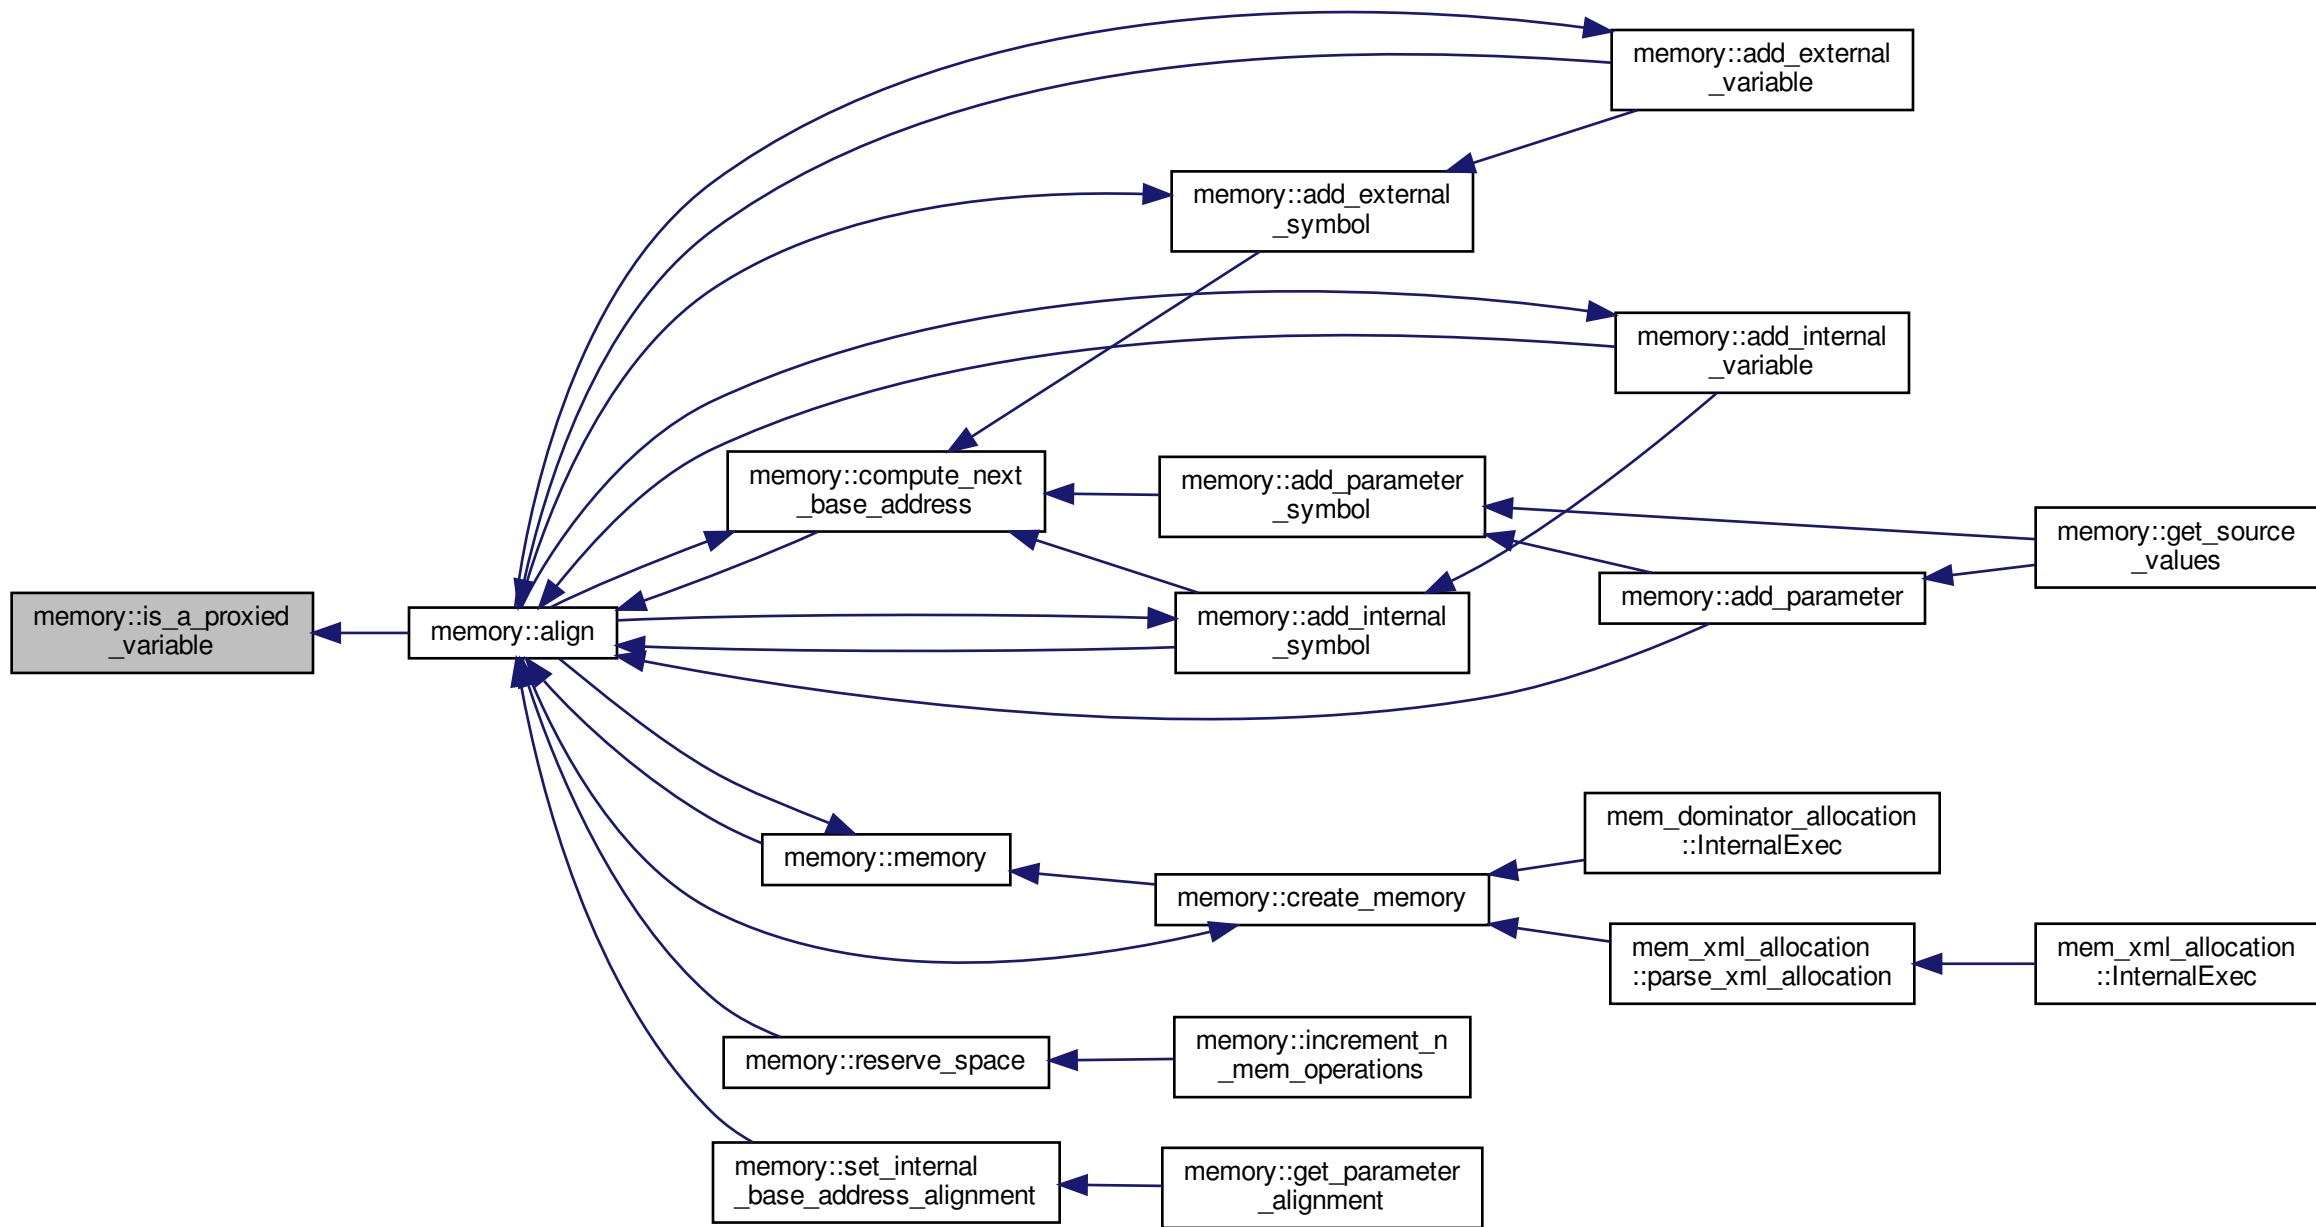 memory::add_external
_variable
memory::add_external
_symbol
memory::add_internal
_variable
memory::compute_next
_base_address
memory::add_parameter
_symbol
memory::get_source
_values
memory::add_parameter
memory::is_a_proxied
_variable
memory::align
memory::add_internal
_symbol
mem_dominator_allocation
::InternalExec
memory::memory
memory::create_memory
mem_xml_allocation
::parse_xml_allocation
mem_xml_allocation
::InternalExec
memory::reserve_space
memory::increment_n
_mem_operations
memory::set_internal
_base_address_alignment
memory::get_parameter
_alignment